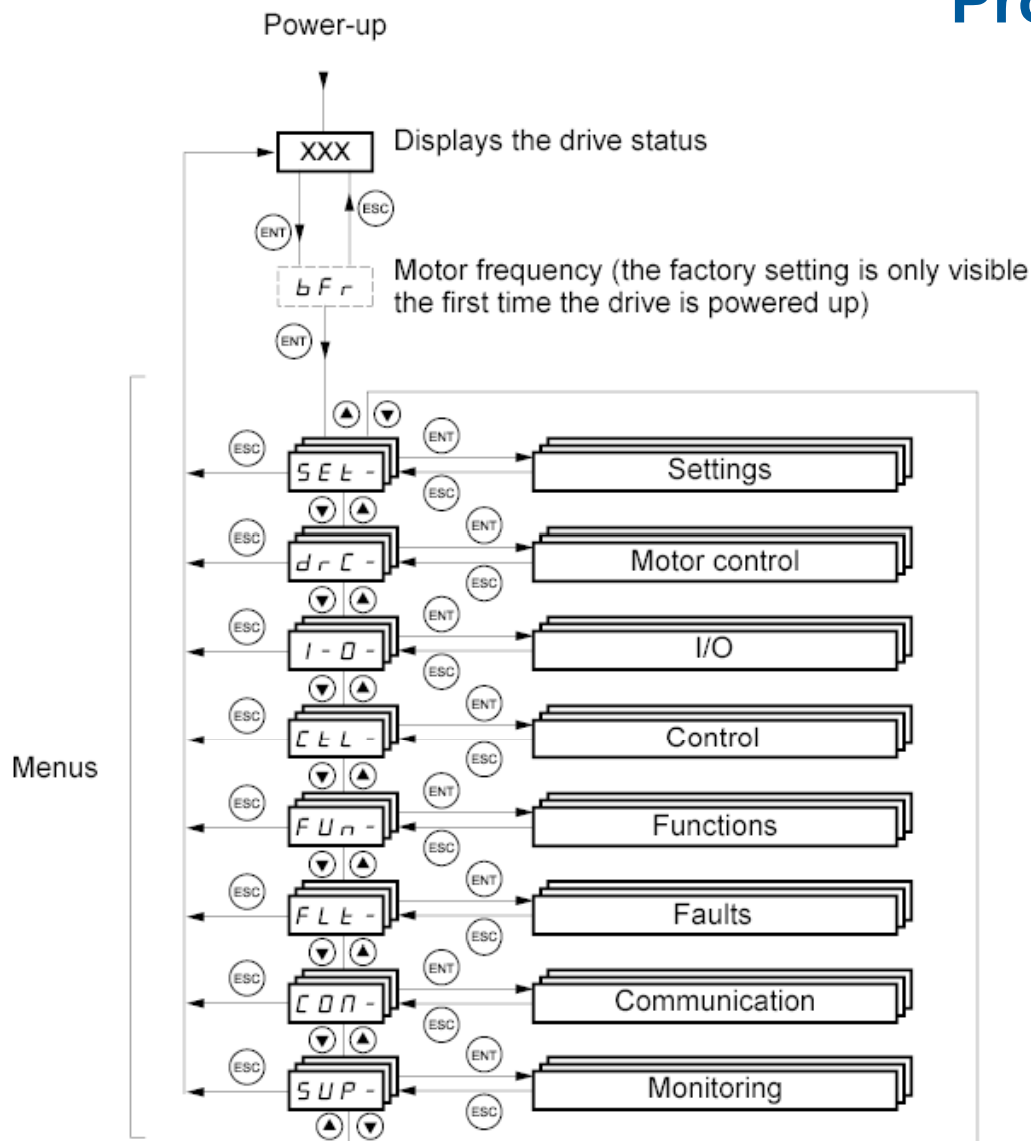 Power-up
XXX
Displays the drive status
ENT
ESC
bFr
Motor frequency (the factory setting is only visible
the first time the drive is powered up)
ENT
Menus
ESC
SEt-
ENT
ESC
Settings
ESC
drC-
ENT
ESC
Motor control
ESC
I-O-
ENT
ESC
I/O
ESC
CtL-
ENT
ESC
Control
ESC
FUn-
ENT
ESC
Functions
ESC
FLt-
ENT
ESC
Faults
ESC
COn-
ENT
ESC
Communication
ESC
SUP-
ENT
ESC
Monitoring